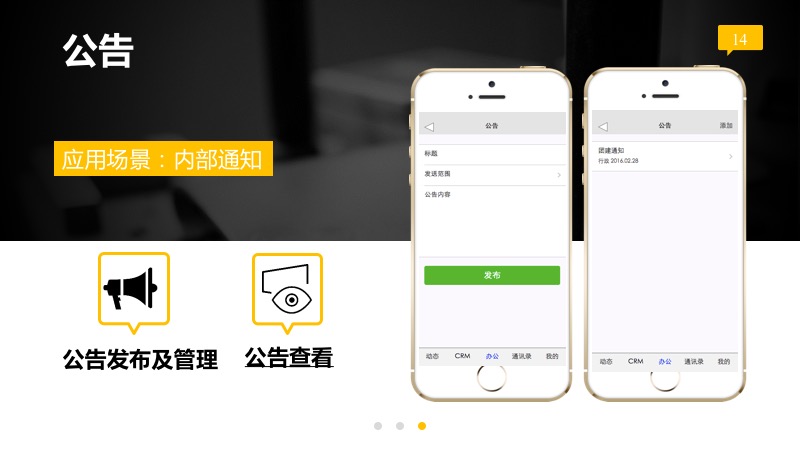 公告
14
应用场景：内部通知
公告发布及管理
公告查看
公告
标题
发送范围
公告内容
发布
动态 CRM 办公 通讯录 我的
公告 添加
团建通知
行政 2016.02.28
动态 CRM 办公 通讯录 我的